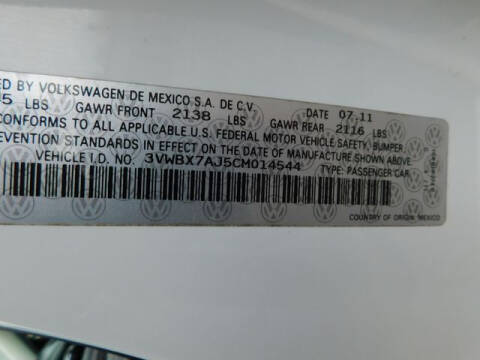 ED BY VOLKSWAGEN DE MEXICO S.A. DE C.V.
5 LBS GAWR FRONT 2138 LBS DATE 07.11
CONFORMS TO ALL APPLICABLE U.S. FEDERAL GAWR REAR 2116 LBS
MOTOR VEHICLE SAFETY, BUMPER,
EVENTION STANDARDS IN EFFECT ON THE DATE OF MANUFACTURE SHOWN ABOVE.
VEHICLE I.D. NO. 3VWBX7AJ5CM014544 TYPE: PASSENGER CAR
COUNTRY OF ORIGIN: MEXICO